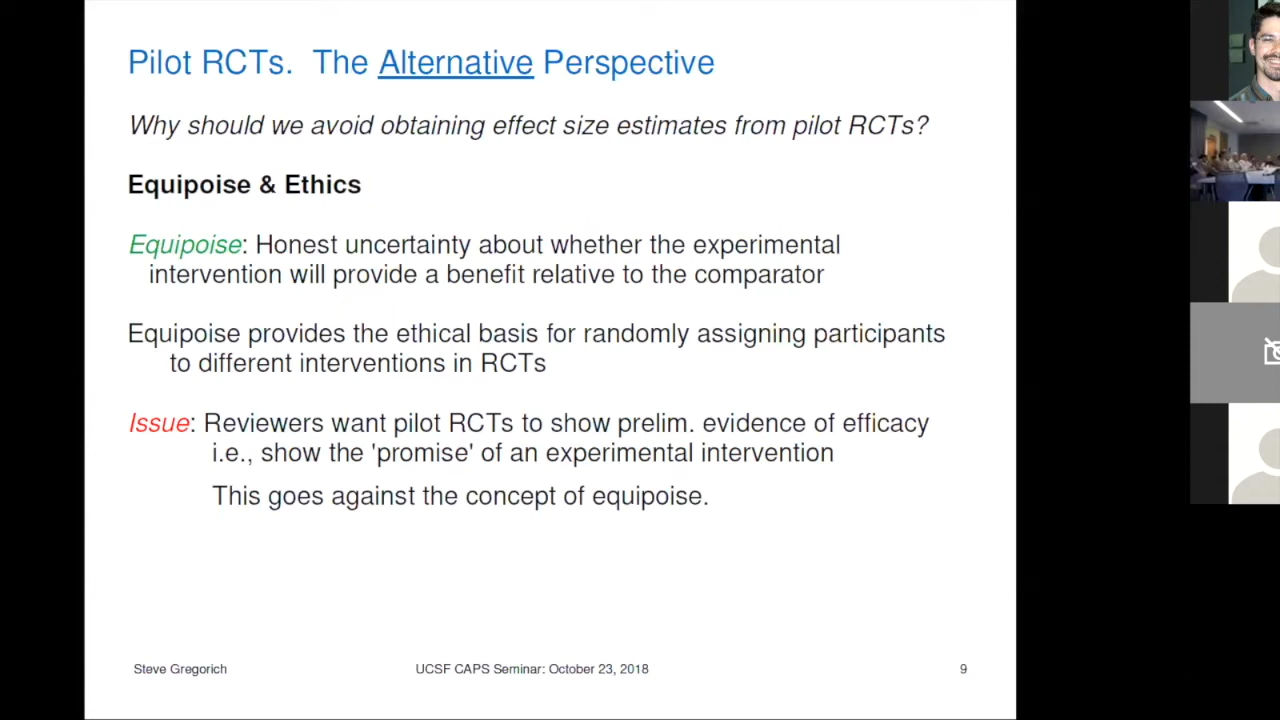 Pilot RCTs. The Alternative Perspective
Why should we avoid obtaining effect size estimates from pilot RCTs?
Equipoise & Ethics
Equipoise: Honest uncertainty about whether the experimental
intervention will provide a benefit relative to the comparator
Equipoise provides the ethical basis for randomly assigning participants
to different interventions in RCTs
Issue: Reviewers want pilot RCTs to show prelim. evidence of efficacy
i.e., show the 'promise' of an experimental intervention
This goes against the concept of equipoise.
Steve Gregorich
UCSF CAPS Seminar: October 23, 2018
9